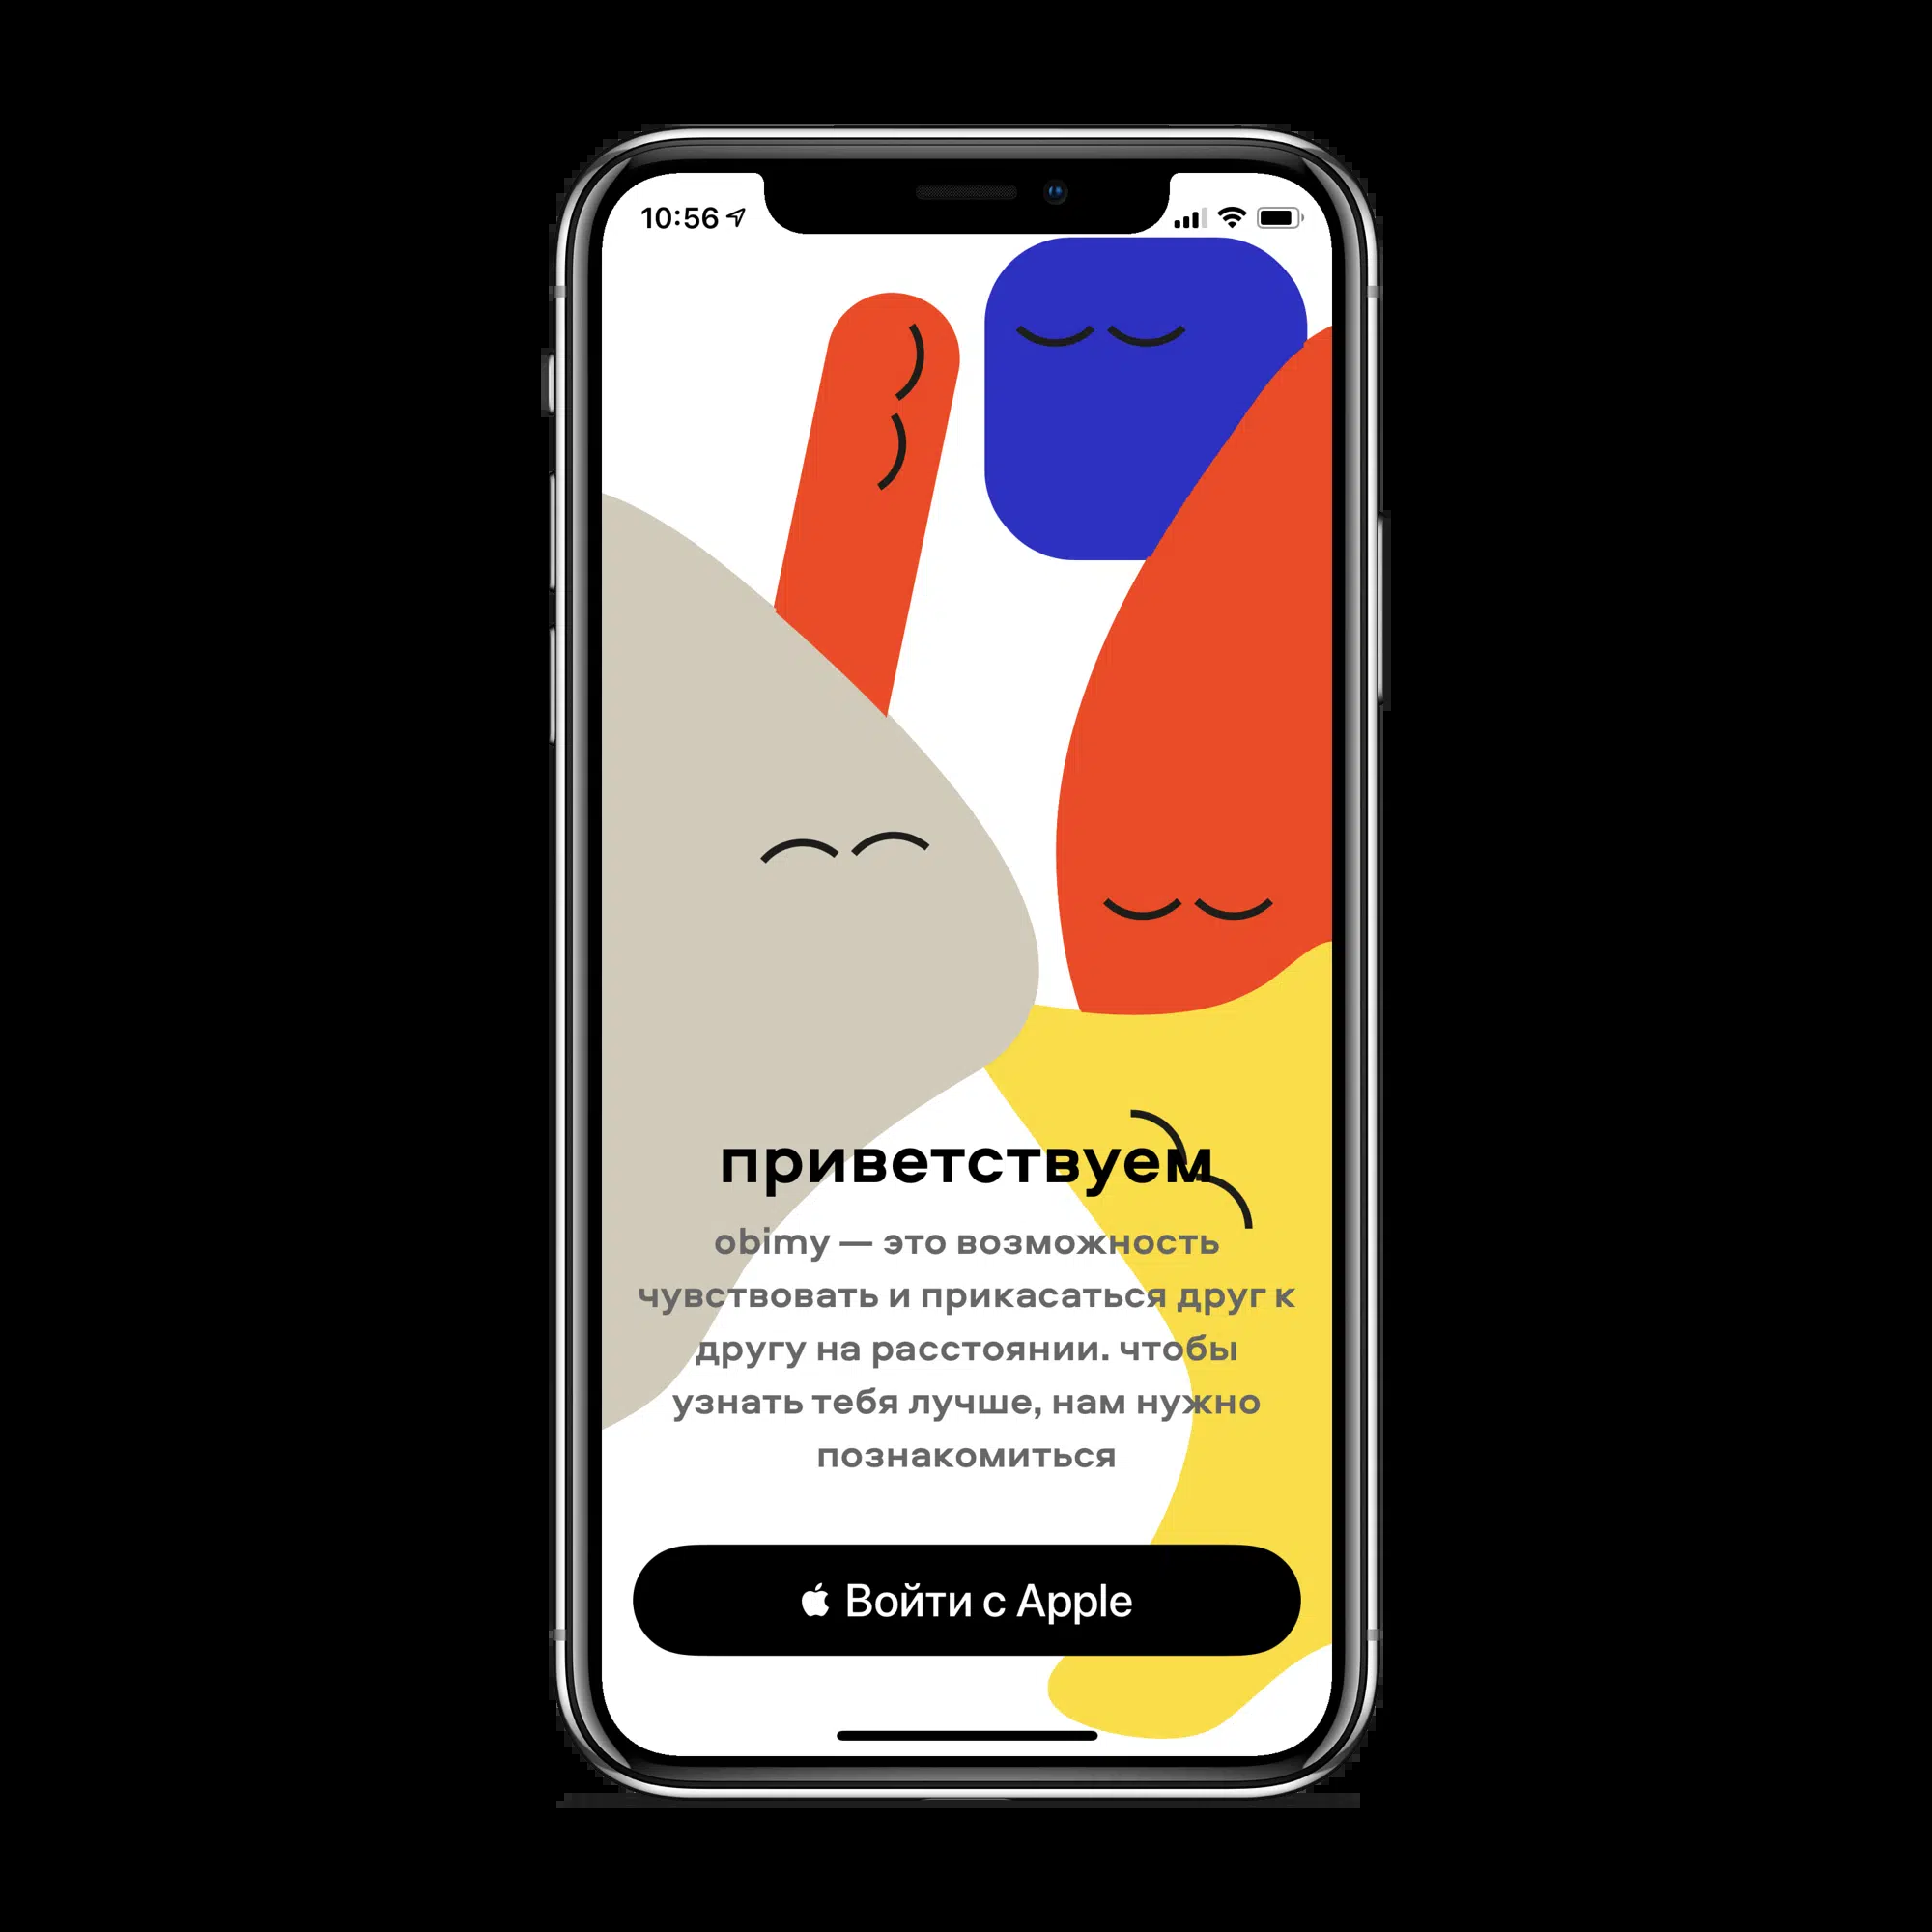 10:56
приветствуем
obimy — это возможность
чувствовать и прикасаться друг к
другу на расстоянии. чтобы
узнать тебя лучше, нам нужно
познакомиться
Войти с Apple